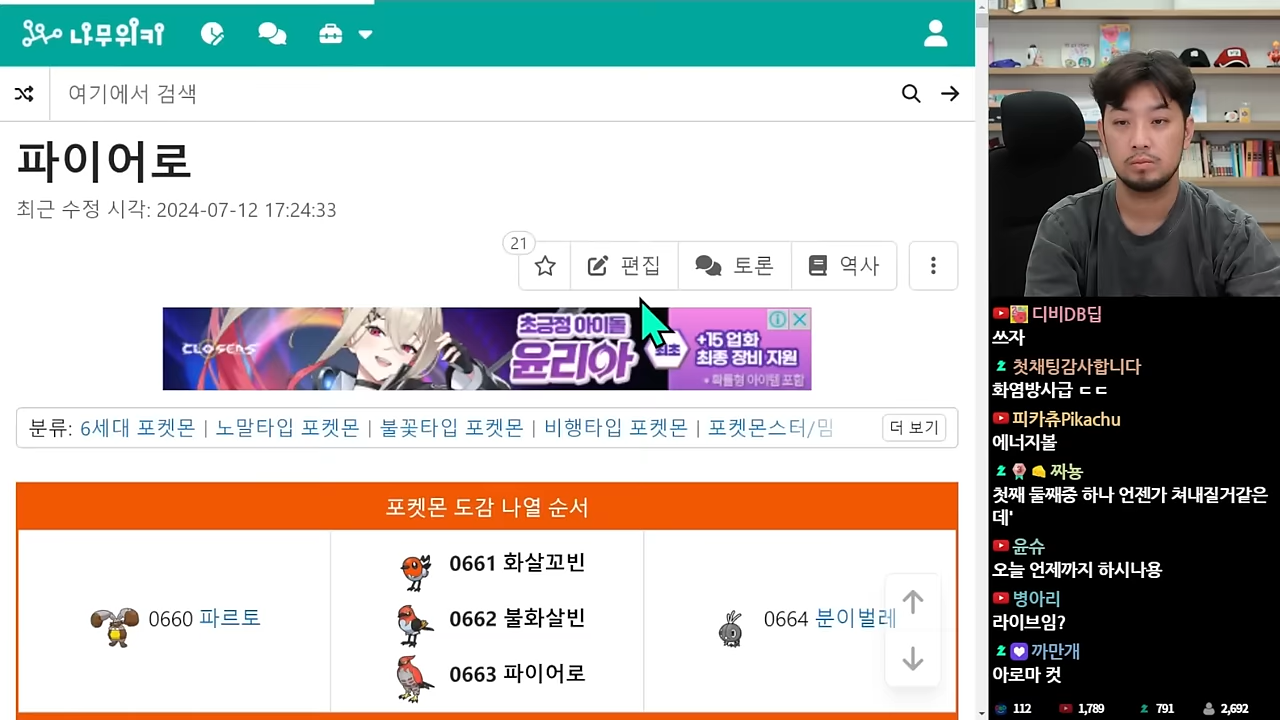 나무위키
여기에서 검색
파이어로
최근 수정 시각: 2024-07-12 17:24:33
21
편집
토론
역사
CLOSERS
초긍정 아이돌
윤리아
+15 업화
최종 장비 지원
• 확률형 아이템 포함
분류: 6세대 포켓몬 | 노말타입 포켓몬 | 불꽃타입 포켓몬 | 비행타입 포켓몬 | 포켓몬스터/밈
더 보기
포켓몬 도감 나열 순서
0660 파르토
0661 화살꼬빈
0662 불화살빈
0663 파이어로
0664 분이벌레
디비DB딥
쓰자
첫채팅감사합니다
화염방사급 ㄷㄷ
피카츄Pikachu
에너지볼
짜뇽
첫째 둘째중 하나 언젠가 쳐내질거같은
데'
윤슈
오늘 언제까지 하시나용
병아리
라이브임?
까만개
아로마 컷
112
1,789
791
2,692